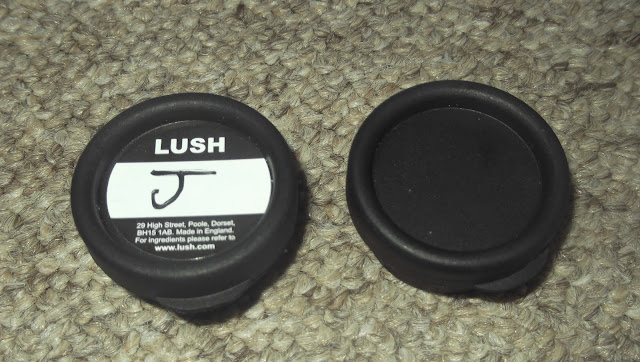 LUSH
J
29 High Street, Poole, Dorset,
BH15 1AB. Made in England.
For ingredients please refer to
www.lush.com